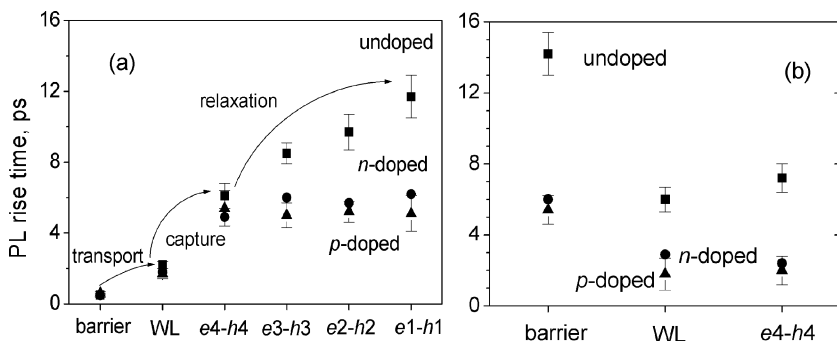 PL rise time, ps
16
12
8
4
0
(a)
undoped
relaxation
n-doped
p-doped
capture
transport
barrier WL e4-h4 e3-h3 e2-h2 e1-h1
16
12
8
4
0
(b)
undoped
n-doped
p-doped
barrier WL e4-h4